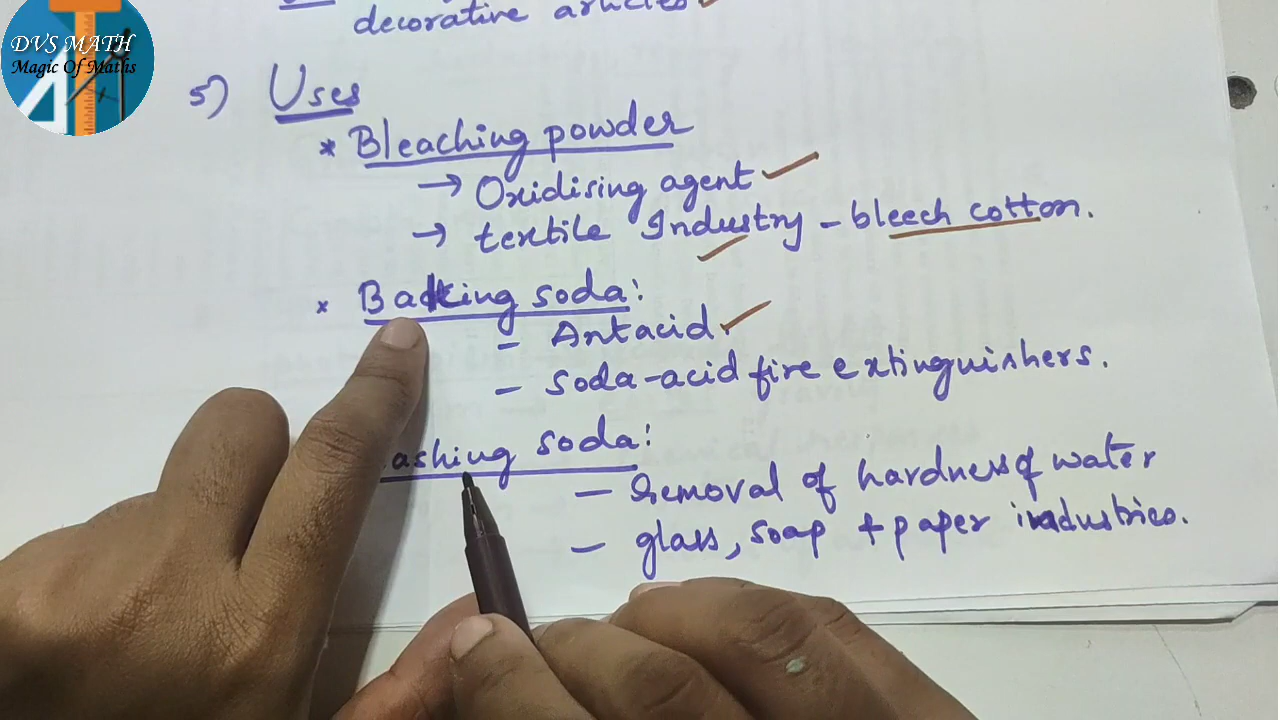 decorative articles
DVS MATH
Magic Of Maths
5) Uses
* Bleaching powder
→ Oxidising agent
→ textile Industry - bleech cotton.
* Baking soda:
- Antacid.
- Soda-acid fire extinguishers.
ashing soda:
- Removal of hardness of water
- glass, soap + paper industries.